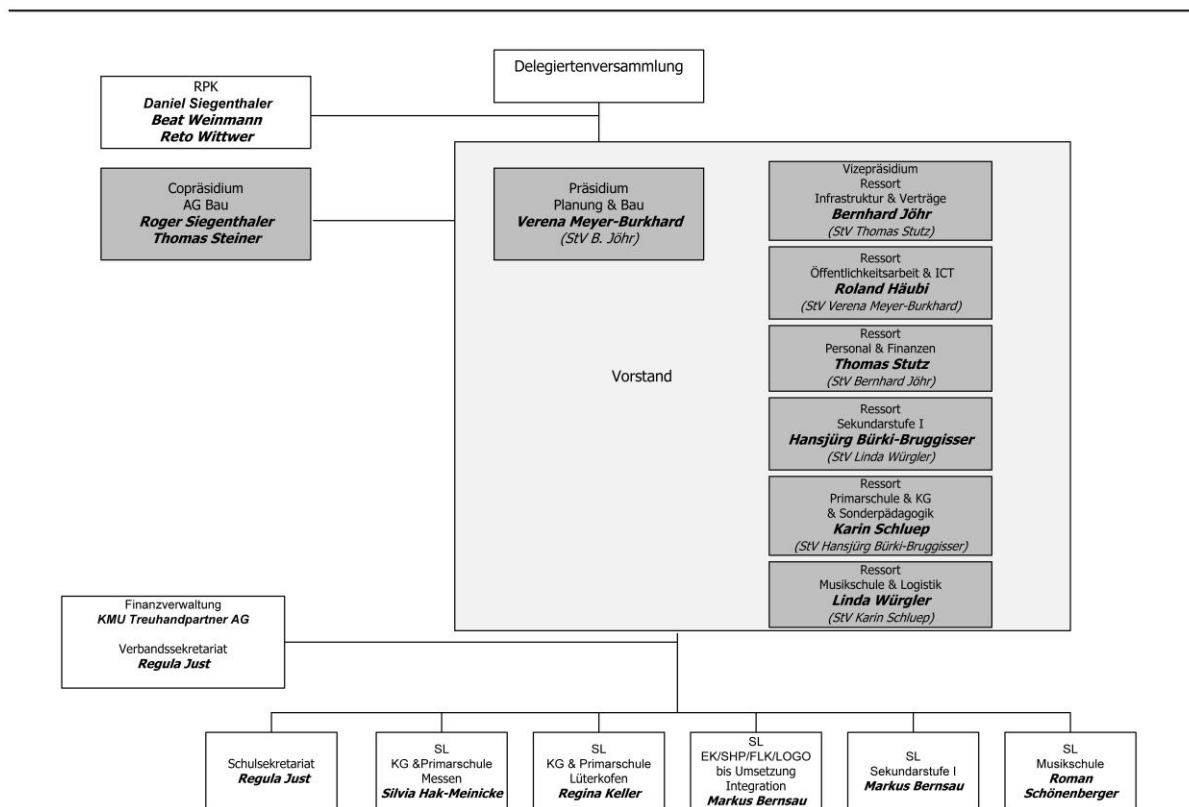 Delegiertenversammlung
RPK
Daniel Siegenthaler
Beat Weinmann
Reto Wittwer
Copräsidium
AG Bau
Roger Siegenthaler
Thomas Steiner
Präsidium
Planung & Bau
Verena Meyer-Burkhard
(StV B. Jöhr)
Vizepräsidium
Ressort
Infrastruktur & Verträge
Bernhard Jöhr
(StV Thomas Stutz)
Ressort
Öffentlichkeitsarbeit & ICT
Roland Häubi
(StV Verena Meyer-Burkhard)
Ressort
Personal & Finanzen
Thomas Stutz
(StV Bernhard Jöhr)
Vorstand
Ressort
Sekundarstufe I
Hansjürg Bürki-Bruggisser
(StV Linda Würgler)
Ressort
Primarschule & KG
& Sonderpädagogik
Karin Schluep
(StV Hansjürg Bürki-Bruggisser)
Ressort
Musikschule & Logistik
Linda Würgler
(StV Karin Schluep)
Finanzverwaltung
KMU Treuhandpartner AG
Verbandssekretariat
Regula Just
Schulsekretariat
Regula Just
SL
KG &Primarschule
Messen
Silvia Hak-Meinicke
SL
KG & Primarschule
Lüterkofen
Regina Keller
SL
EK/SHP/FLK/LOGO
bis Umsetzung
Integration
Markus Bernsau
SL
Sekundarstufe I
Markus Bernsau
SL
Musikschule
Roman
Schönenberger